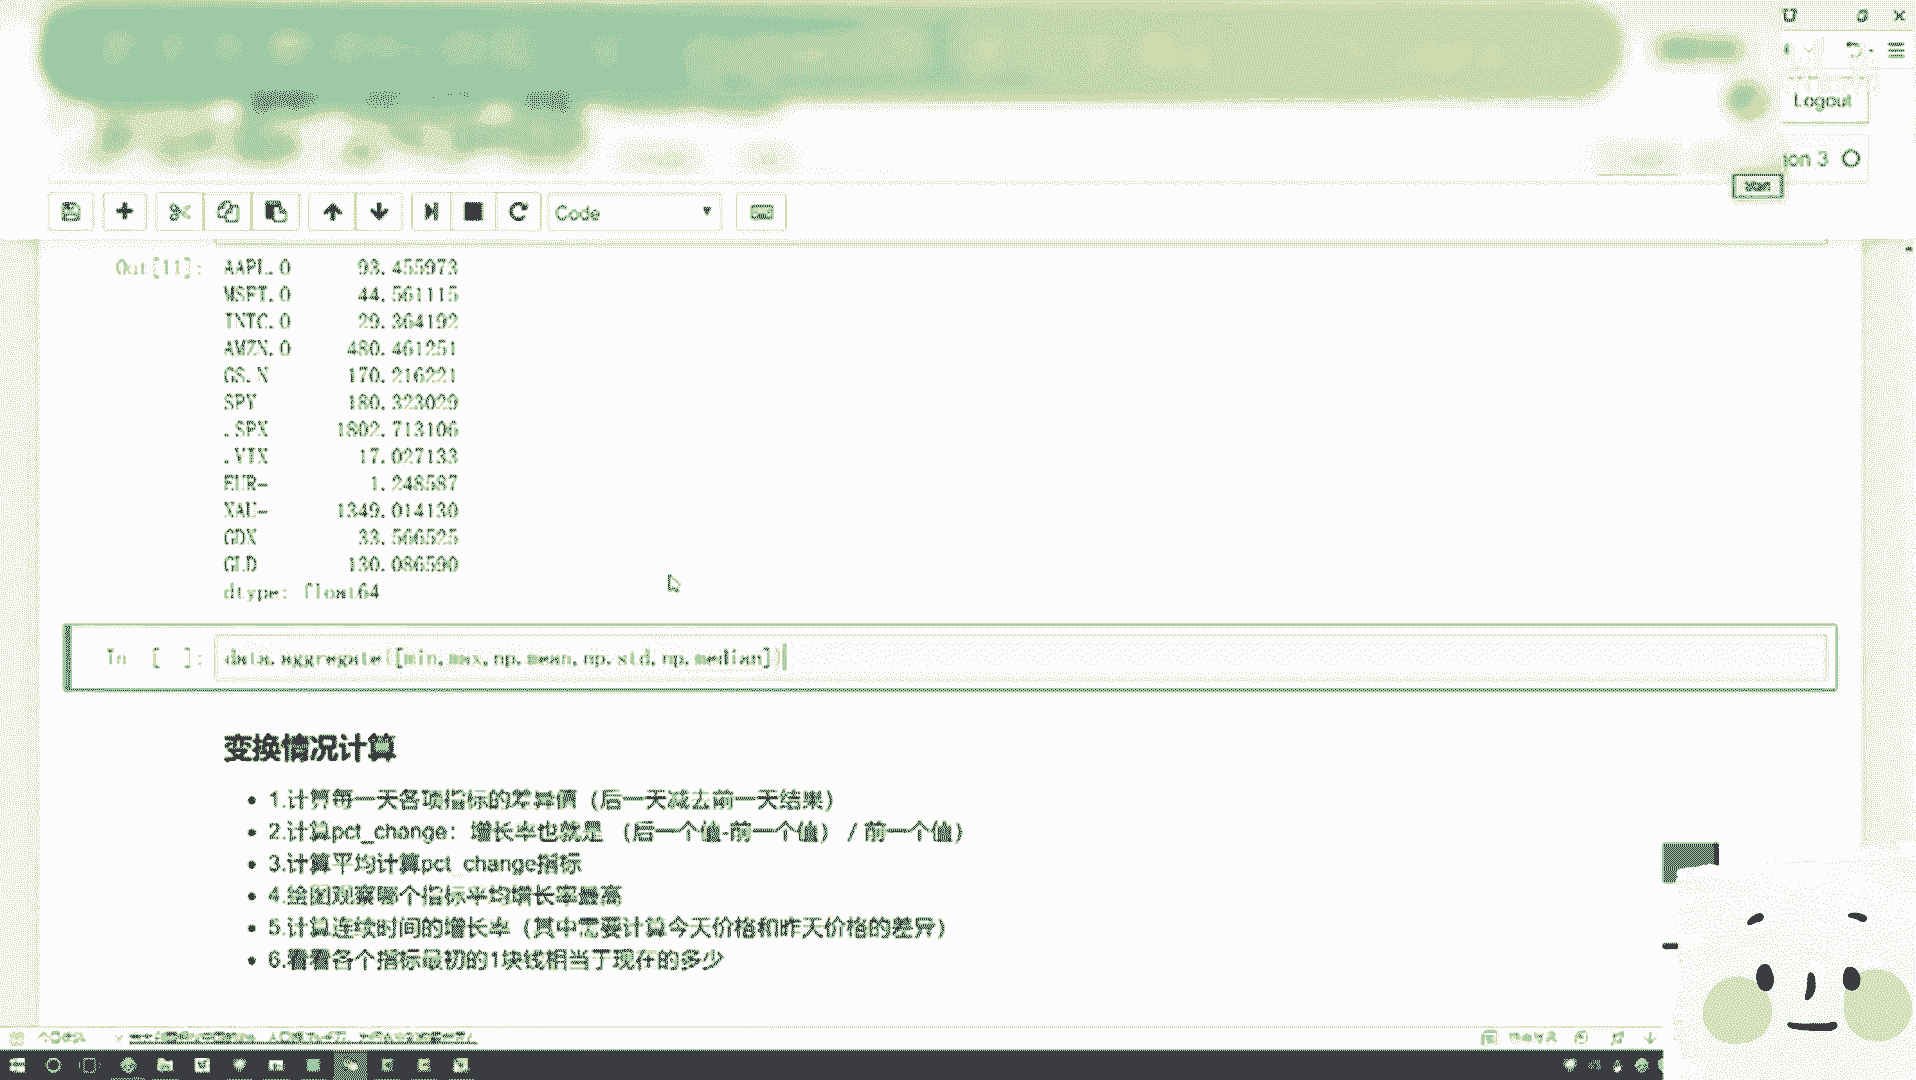 Logout
on 3
Code
Out[11]: AAPL.O 93.455973
MSFT.O 44.561115
INTC.O 29.364192
AMZN.O 480.461251
GS.N 170.216221
SPY 180.323029
.SPX 1802.713106
.VIX 17.027133
EUR= 1.248587
XAU= 1349.014130
GDX 33.566525
GLD 130.086590
dtype: float64
In [ ]: data.aggregate([min,max,np.mean,np.std,np.median])
变换情况计算
1.计算每一天各项指标的差异值（后一天减去前一天结果）
2.计算pct_change：增长率也就是 （后一个值-前一个值）/ 前一个值）
3.计算平均计算pct_change指标
4.绘图观察哪个指标平均增长率最高
5.计算连续时间的增长率（其中需要计算今天价格和昨天价格的差异）
6.看看各个指标最初的1块钱相当于现在的多少